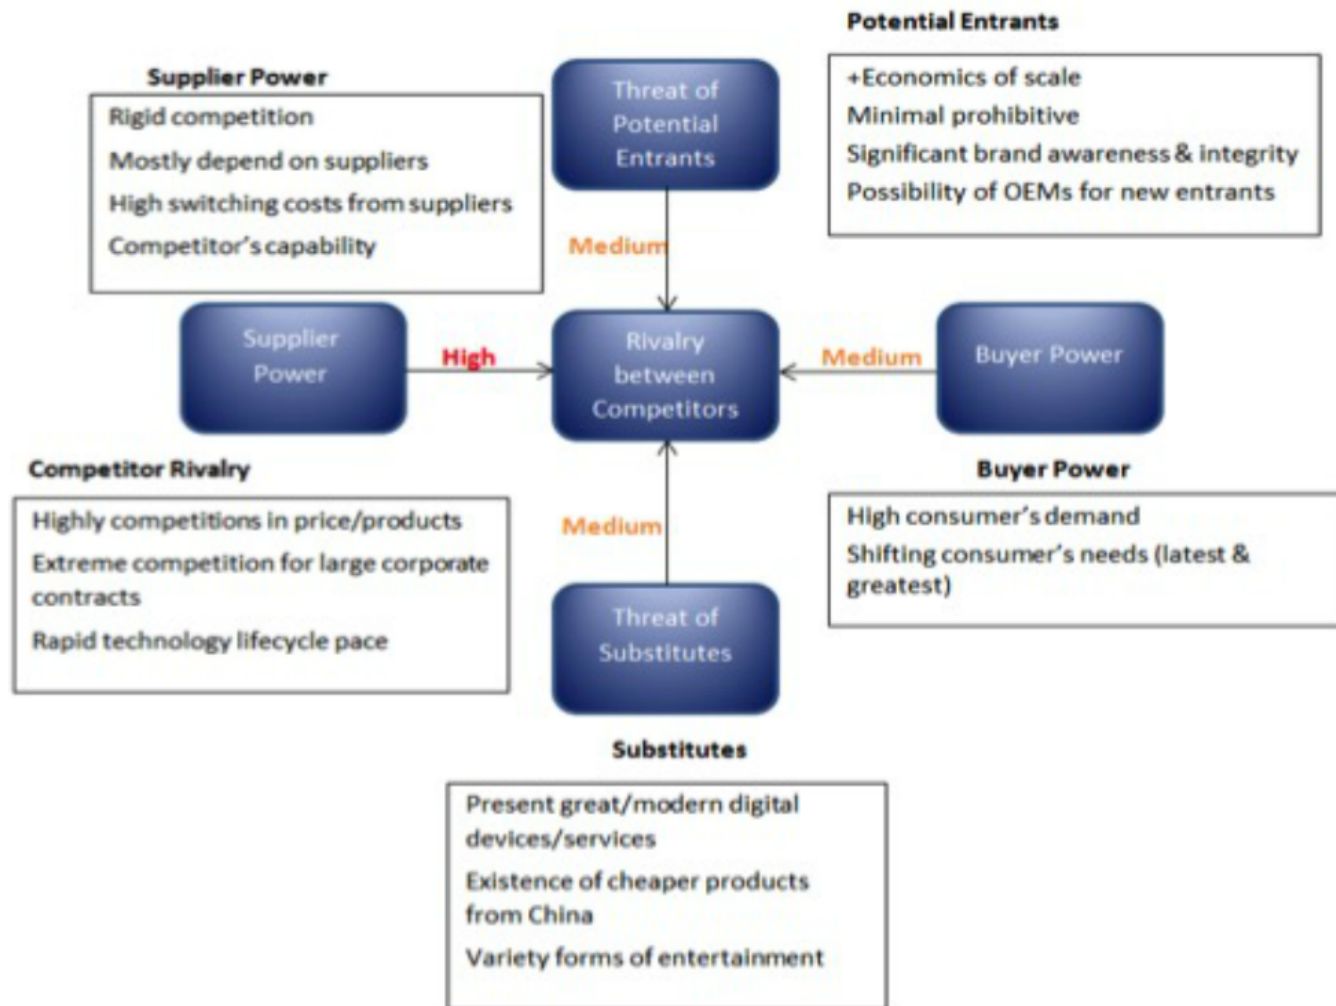 Potential Entrants
+Economics of scale
Minimal prohibitive
Significant brand awareness & integrity
Possibility of OEMs for new entrants
Supplier Power
Rigid competition
Mostly depend on suppliers
High switching costs from suppliers
Competitor's capability
Threat of
Potential
Entrants
Medium
Supplier
Power
High
Rivalry
between
Competitors
Medium
Buyer Power
Competitor Rivalry
Highly competitions in price/products
Extreme competition for large corporate
contracts
Rapid technology lifecycle pace
Medium
Threat of
Substitutes
Buyer Power
High consumer's demand
Shifting consumer's needs (latest &
greatest)
Substitutes
Present great/modern digital
devices/services
Existence of cheaper products
from China
Variety forms of entertainment